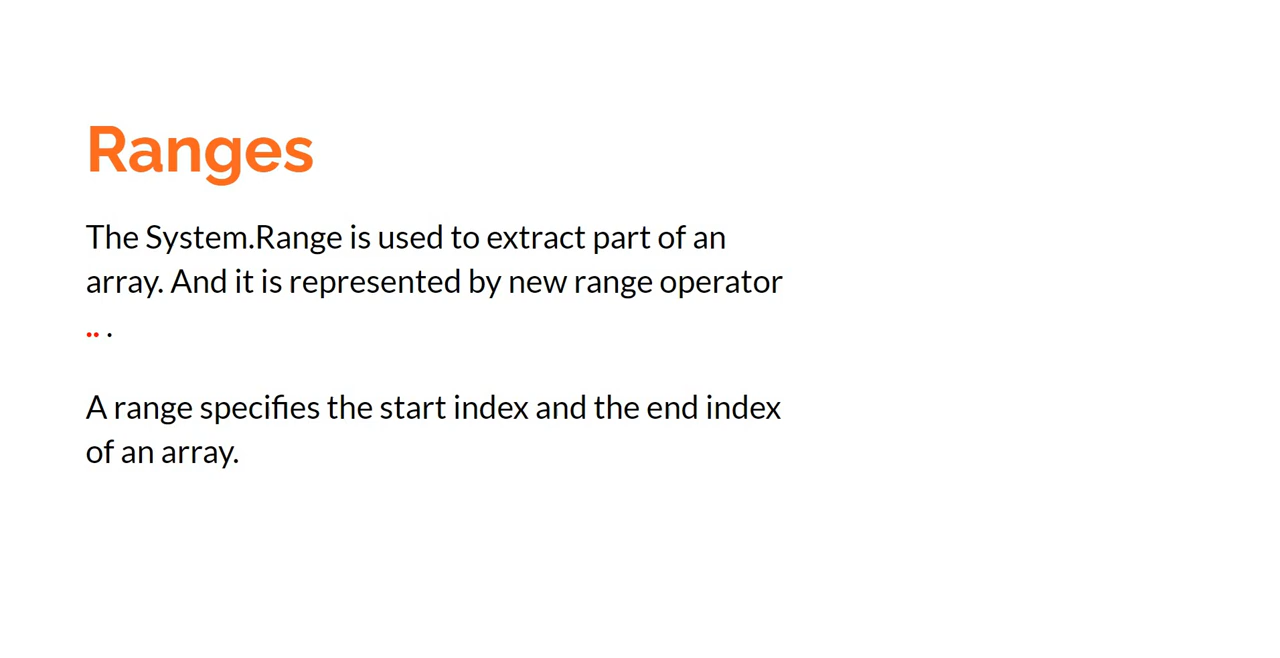 Ranges
The System.Range is used to extract part of an
array. And it is represented by new range operator
.. .
A range specifies the start index and the end index
of an array.